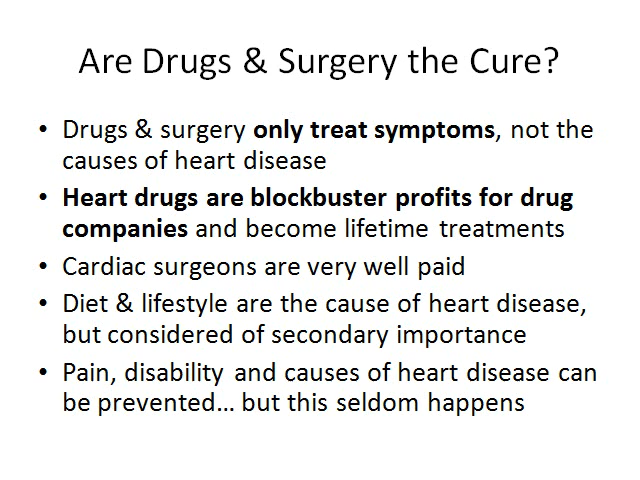 Are Drugs & Surgery the Cure?
• Drugs & surgery only treat symptoms, not the
causes of heart disease
• Heart drugs are blockbuster profits for drug
companies and become lifetime treatments
• Cardiac surgeons are very well paid
• Diet & lifestyle are the cause of heart disease,
but considered of secondary importance
• Pain, disability and causes of heart disease can
be prevented... but this seldom happens